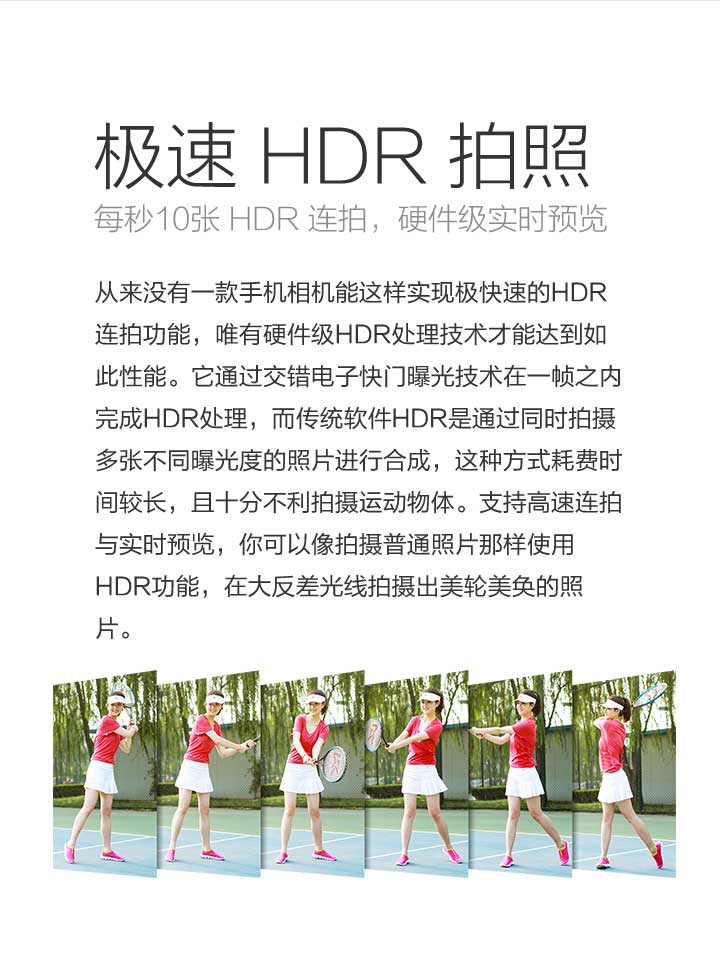 极速 HDR 拍照
每秒10张 HDR 连拍，硬件级实时预览
从来没有一款手机相机能这样实现极快速的HDR
连拍功能，唯有硬件级HDR处理技术才能达到如
此性能。它通过交错电子快门曝光技术在一帧之内
完成HDR处理，而传统软件HDR是通过同时拍摄
多张不同曝光度的照片进行合成，这种方式耗费时
间较长，且十分不利拍摄运动物体。支持高速连拍
与实时预览，你可以像拍摄普通照片那样使用
HDR功能，在大反差光线拍摄出美轮美奂的照
片。